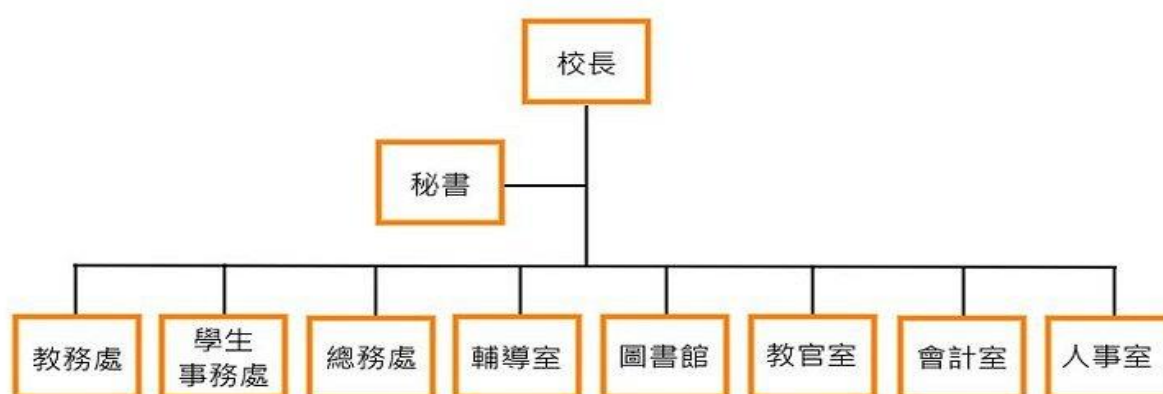 校長
秘書
教務處
學生
事務處
總務處
輔導室
圖書館
教官室
會計室
人事室